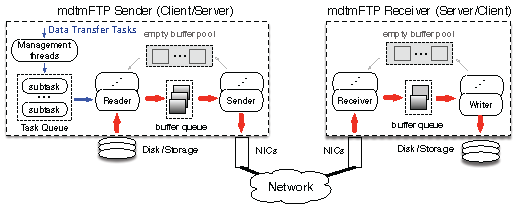 mdtmFTP Sender (Client/Server)
mdtmFTP Receiver (Server/Client)
Data Transfer Tasks
Management
threads
subtask
...
subtask
Task Queue
empty buffer pool
...
Reader
buffer queue
Sender
Disk/Storage
NICs
empty buffer pool
...
Receiver
buffer queue
Writer
NICs
Disk/Storage
Network